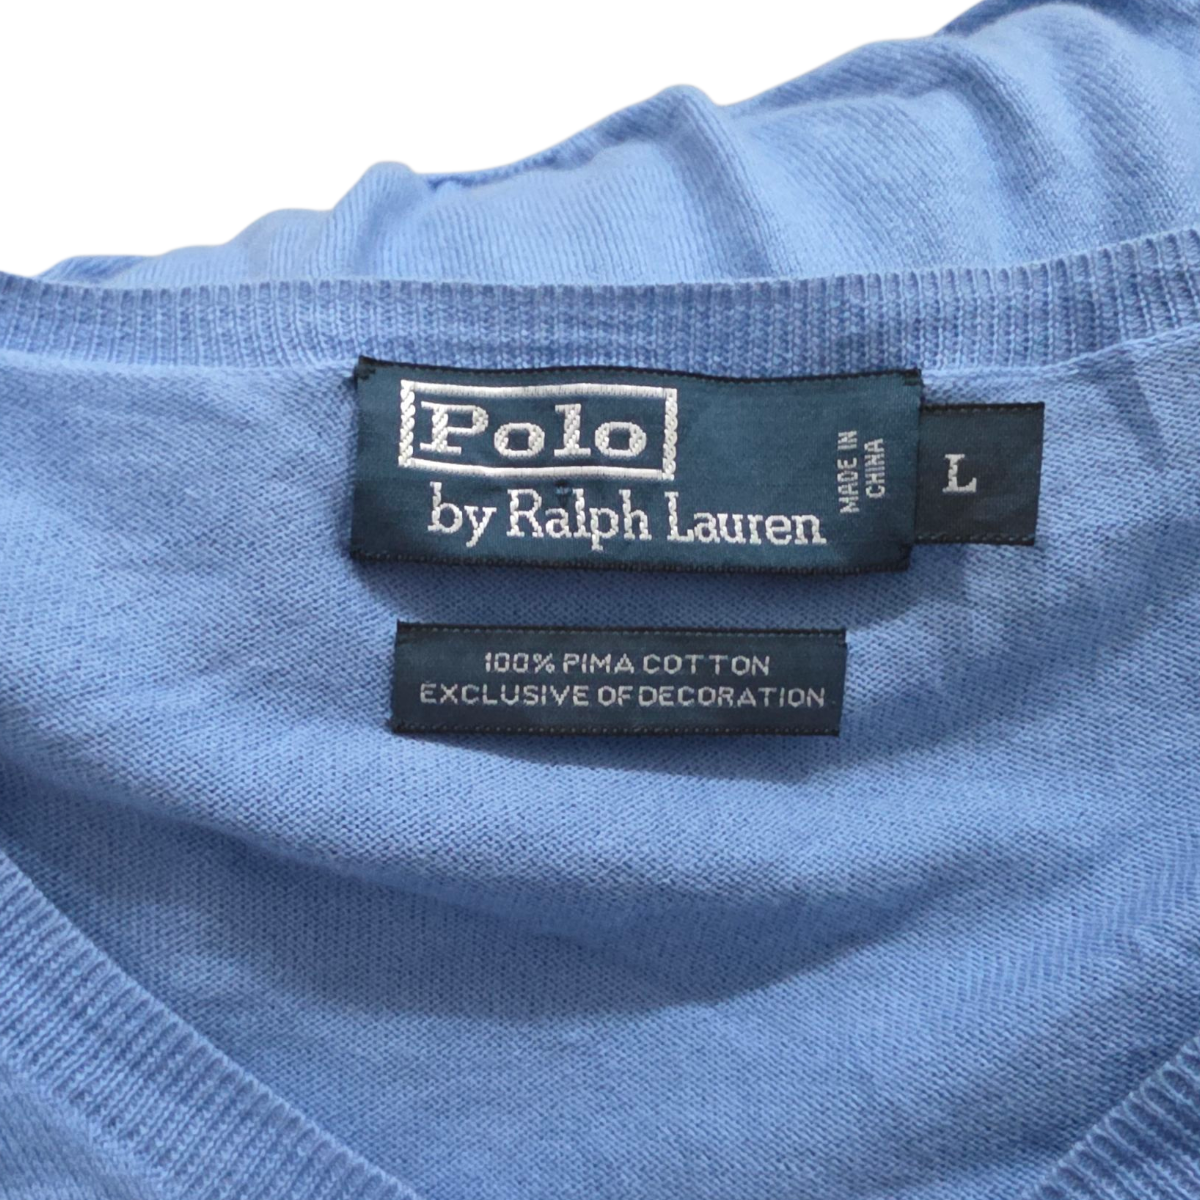 Polo
by Ralph Lauren
MADE IN
CHINA
L
100% PIMA COTTON
EXCLUSIVE OF DECORATION